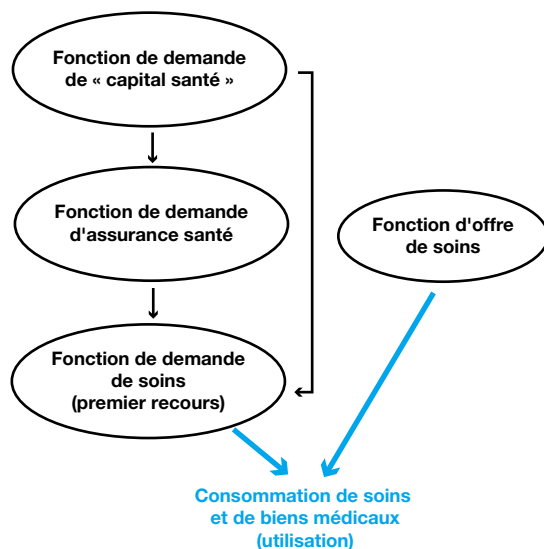 Fonction de demande
de « capital santé »
Fonction de demande
d'assurance santé
Fonction d'offre
de soins
Fonction de demande
de soins
(premier recours)
Consommation de soins
et de biens médicaux
(utilisation)